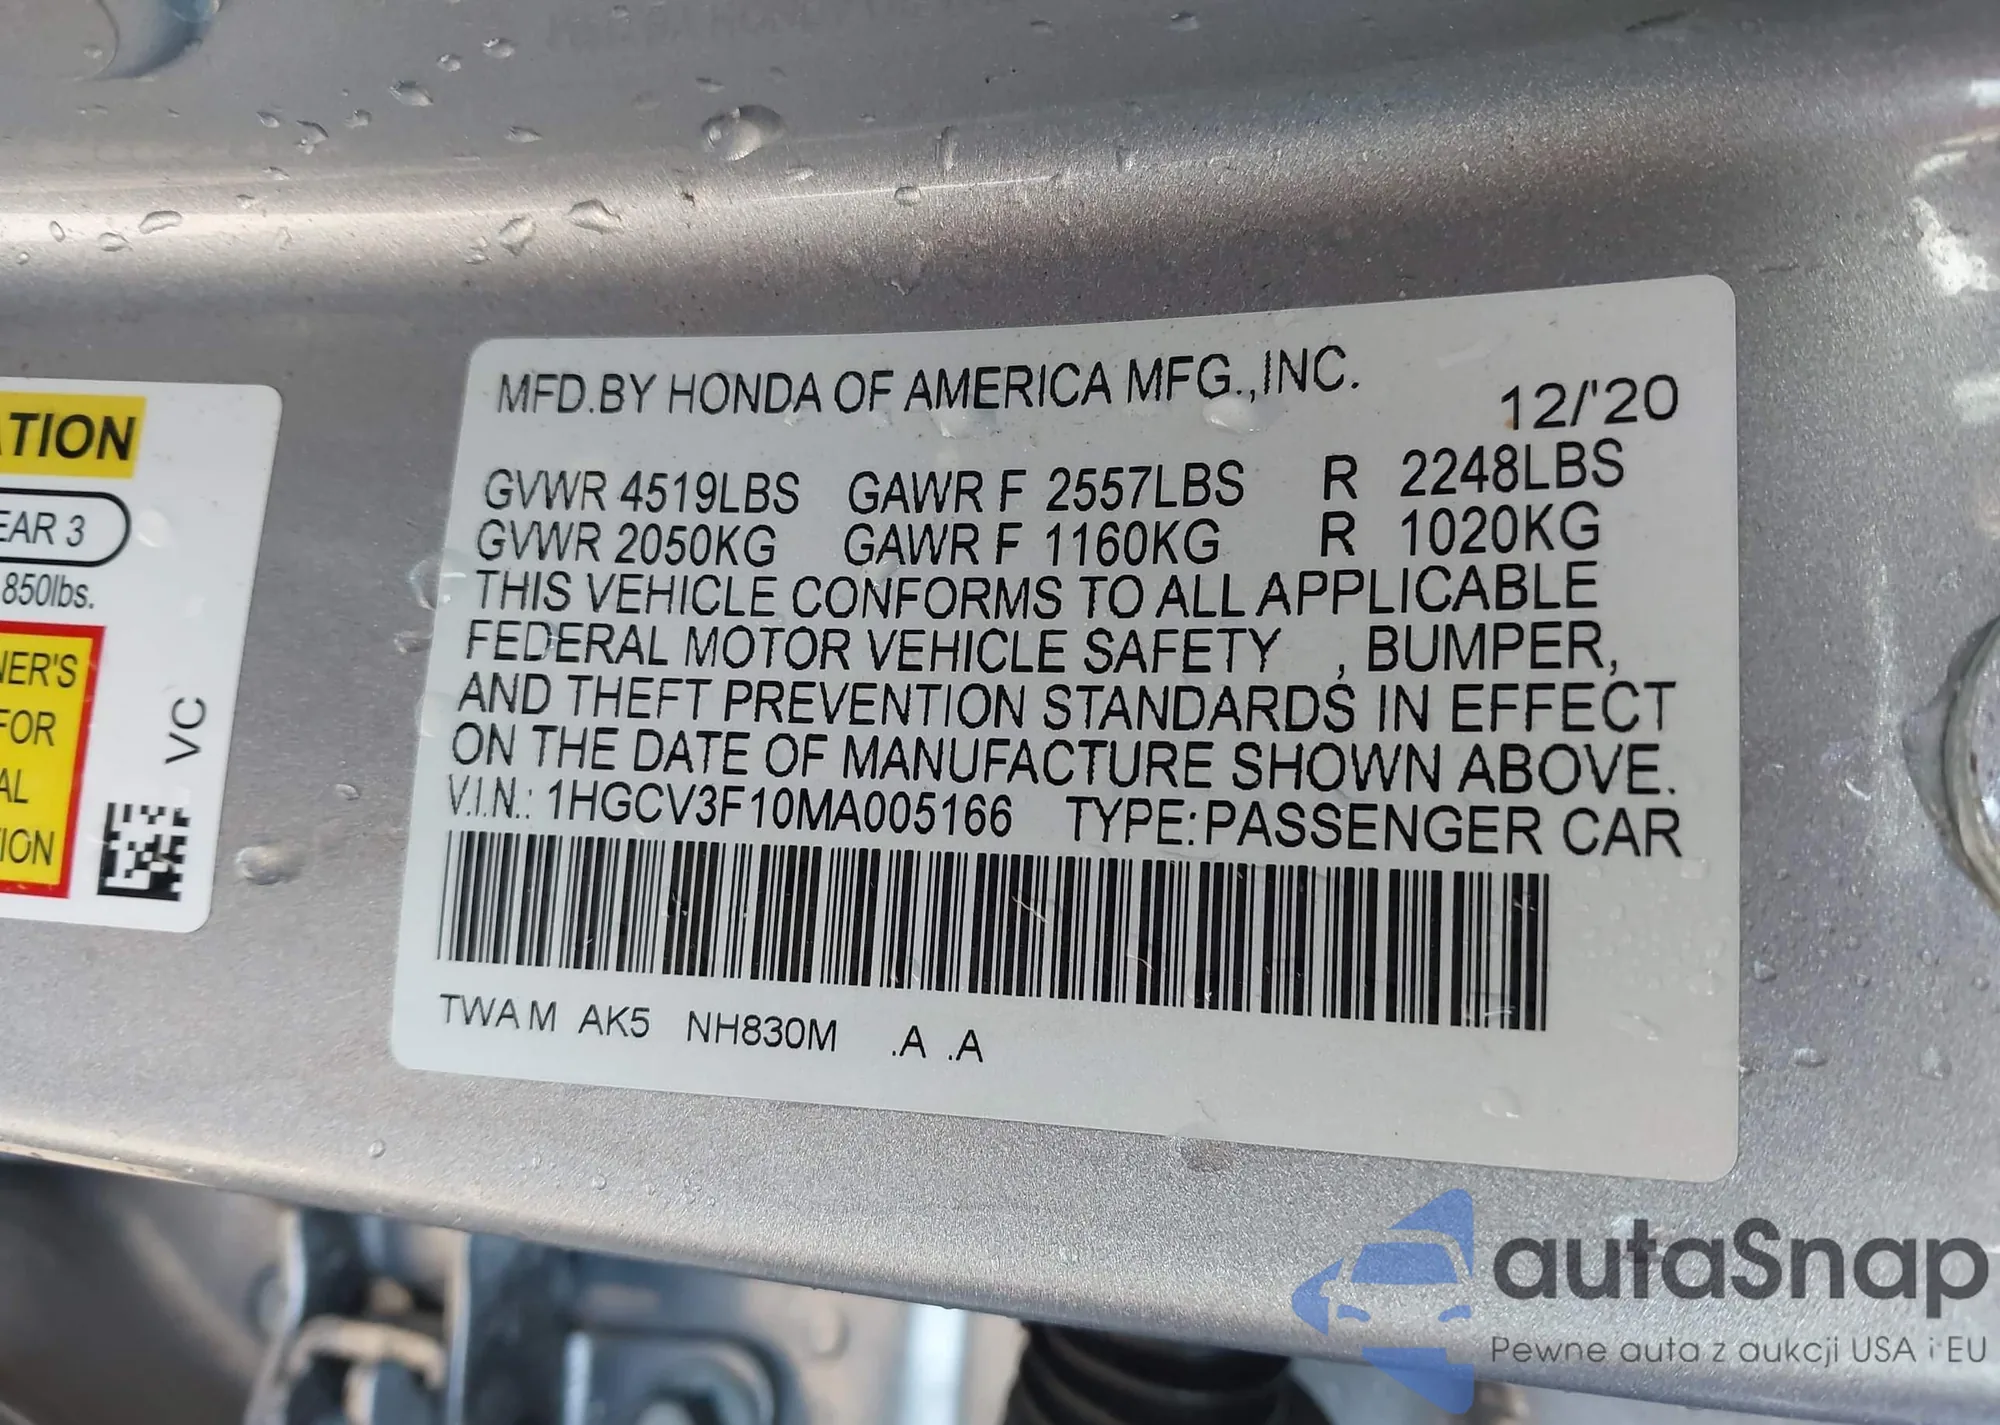 MFD.BY HONDA OF AMERICA MFG.,INC.
12/'20
GVWR 4519LBS GAWR F 2557LBS R 2248LBS
GVWR 2050KG GAWR F 1160KG R 1020KG
THIS VEHICLE CONFORMS TO ALL APPLICABLE
FEDERAL MOTOR VEHICLE SAFETY , BUMPER,
AND THEFT PREVENTION STANDARDS IN EFFECT
ON THE DATE OF MANUFACTURE SHOWN ABOVE.
V.I.N.: 1HGCV3F10MA005166 TYPE:PASSENGER CAR
TWA M AK5 NH830M .A .A
ATION
EAR 3
850lbs.
NER'S
FOR
AL
ION
VC
autaSnap
Pewne auta z aukcji USA i EU